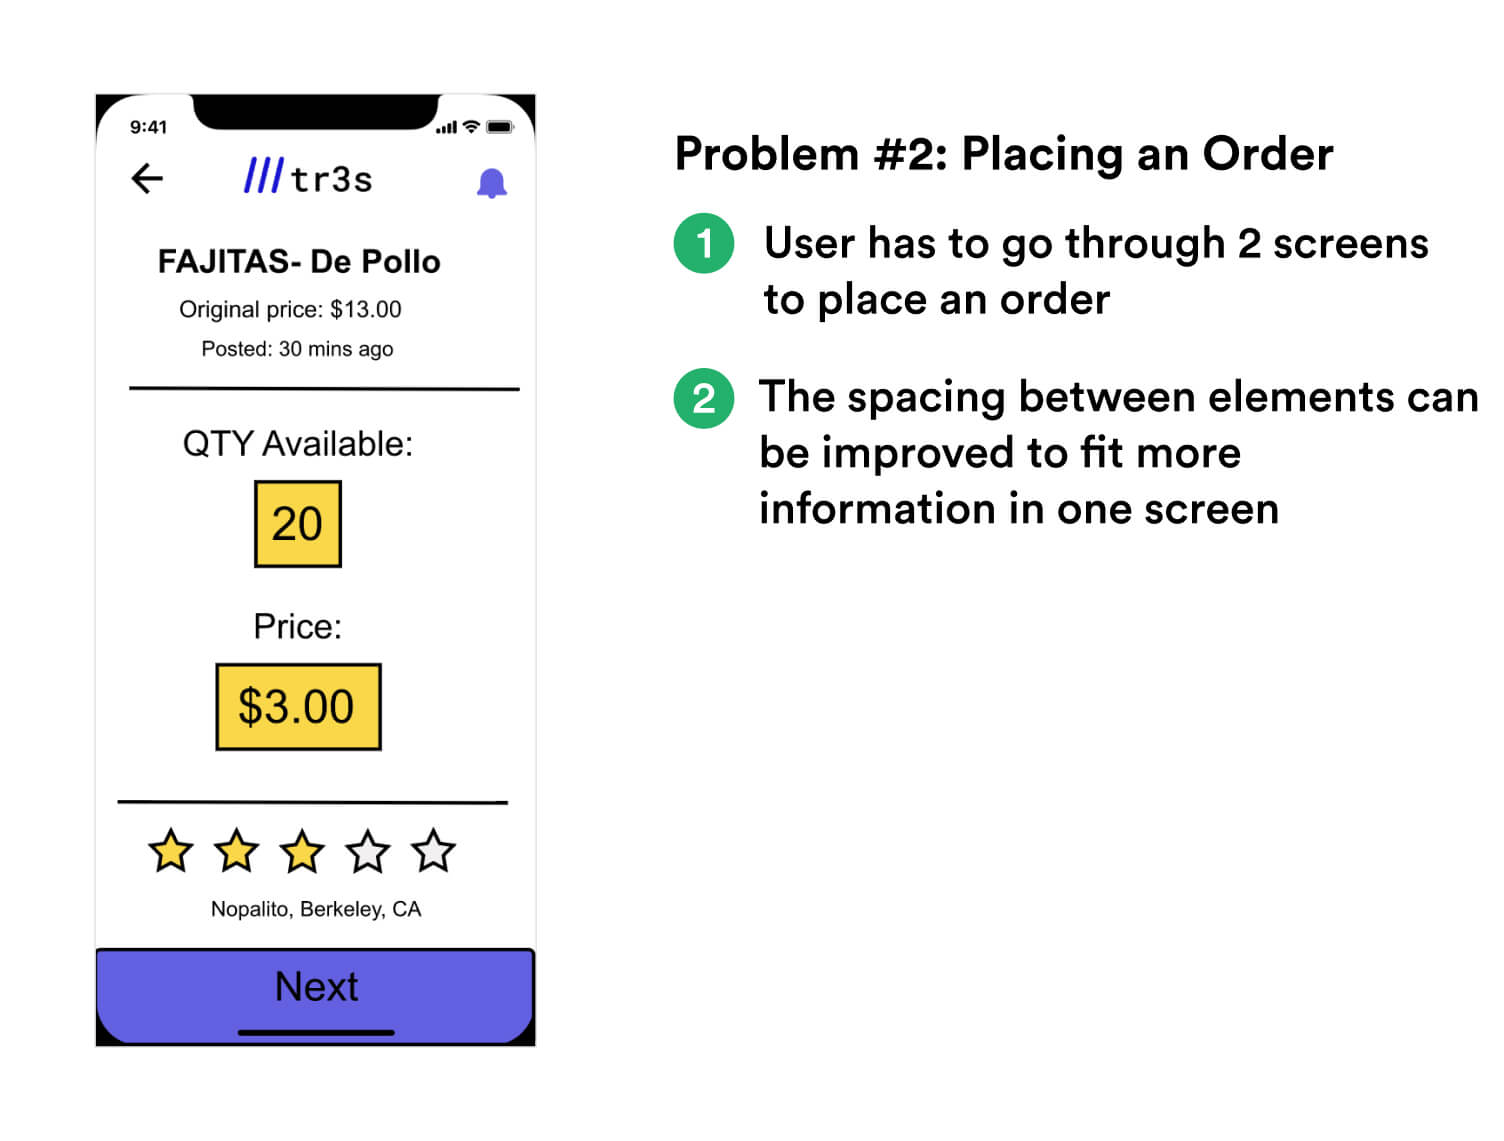 9:41
tr3s
FAJITAS- De Pollo
Original price: $13.00
Posted: 30 mins ago
QTY Available:
20
Price:
$3.00
Nopalito, Berkeley, CA
Next
Problem #2: Placing an Order
1 User has to go through 2 screens
to place an order
2 The spacing between elements can
be improved to fit more
information in one screen